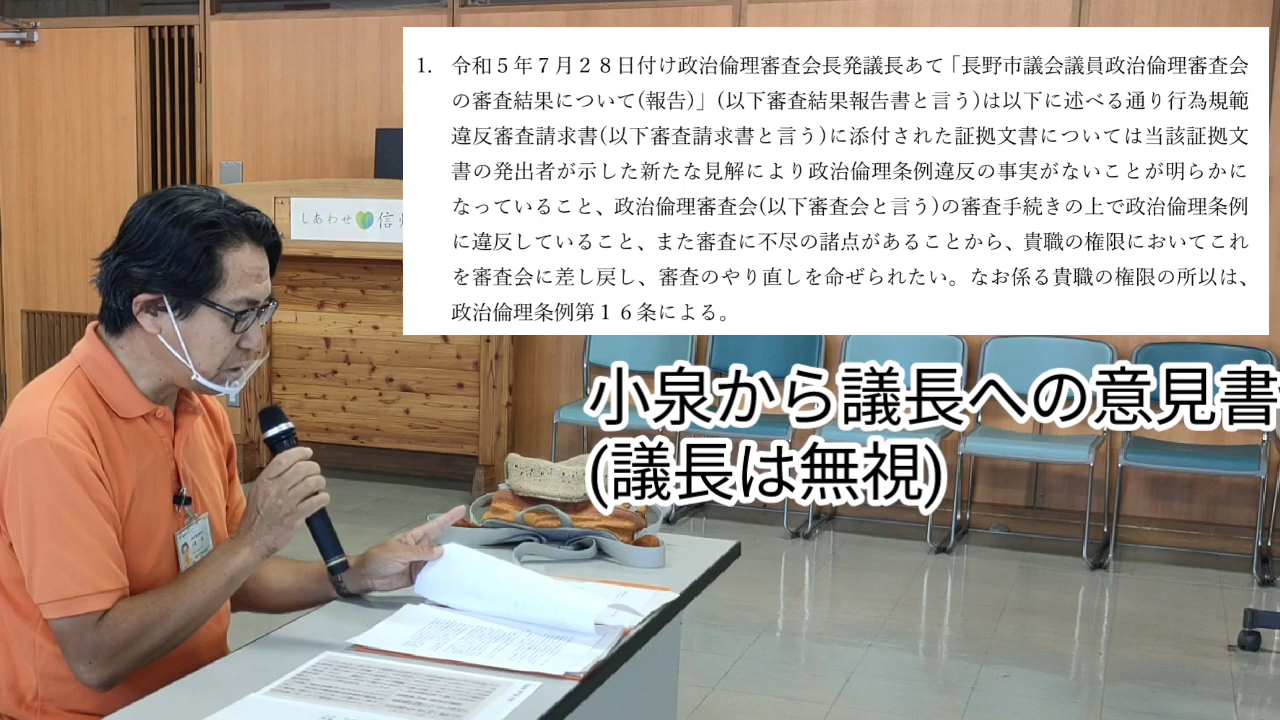 1. 令和５年７月２８日付け政治倫理審査会長発議長あて「長野市議会議員政治倫理審査会
の審査結果について(報告)」(以下審査結果報告書と言う)は以下に述べる通り行為規範
違反審査請求書(以下審査請求書と言う)に添付された証拠文書については当該証拠文
書の発出者が示した新たな見解により政治倫理条例違反の事実がないことが明らかに
なっていること、政治倫理審査会(以下審査会と言う)の審査手続きの上で政治倫理条例
に違反していること、また審査に不尽の諸点があることから、貴職の権限においてこれ
を審査会に差し戻し、審査のやり直しを命ぜられたい。なお係る貴職の権限の所以は、
政治倫理条例第１６条による。
しあわせ 信州
小泉から議長への意見書
(議長は無視)